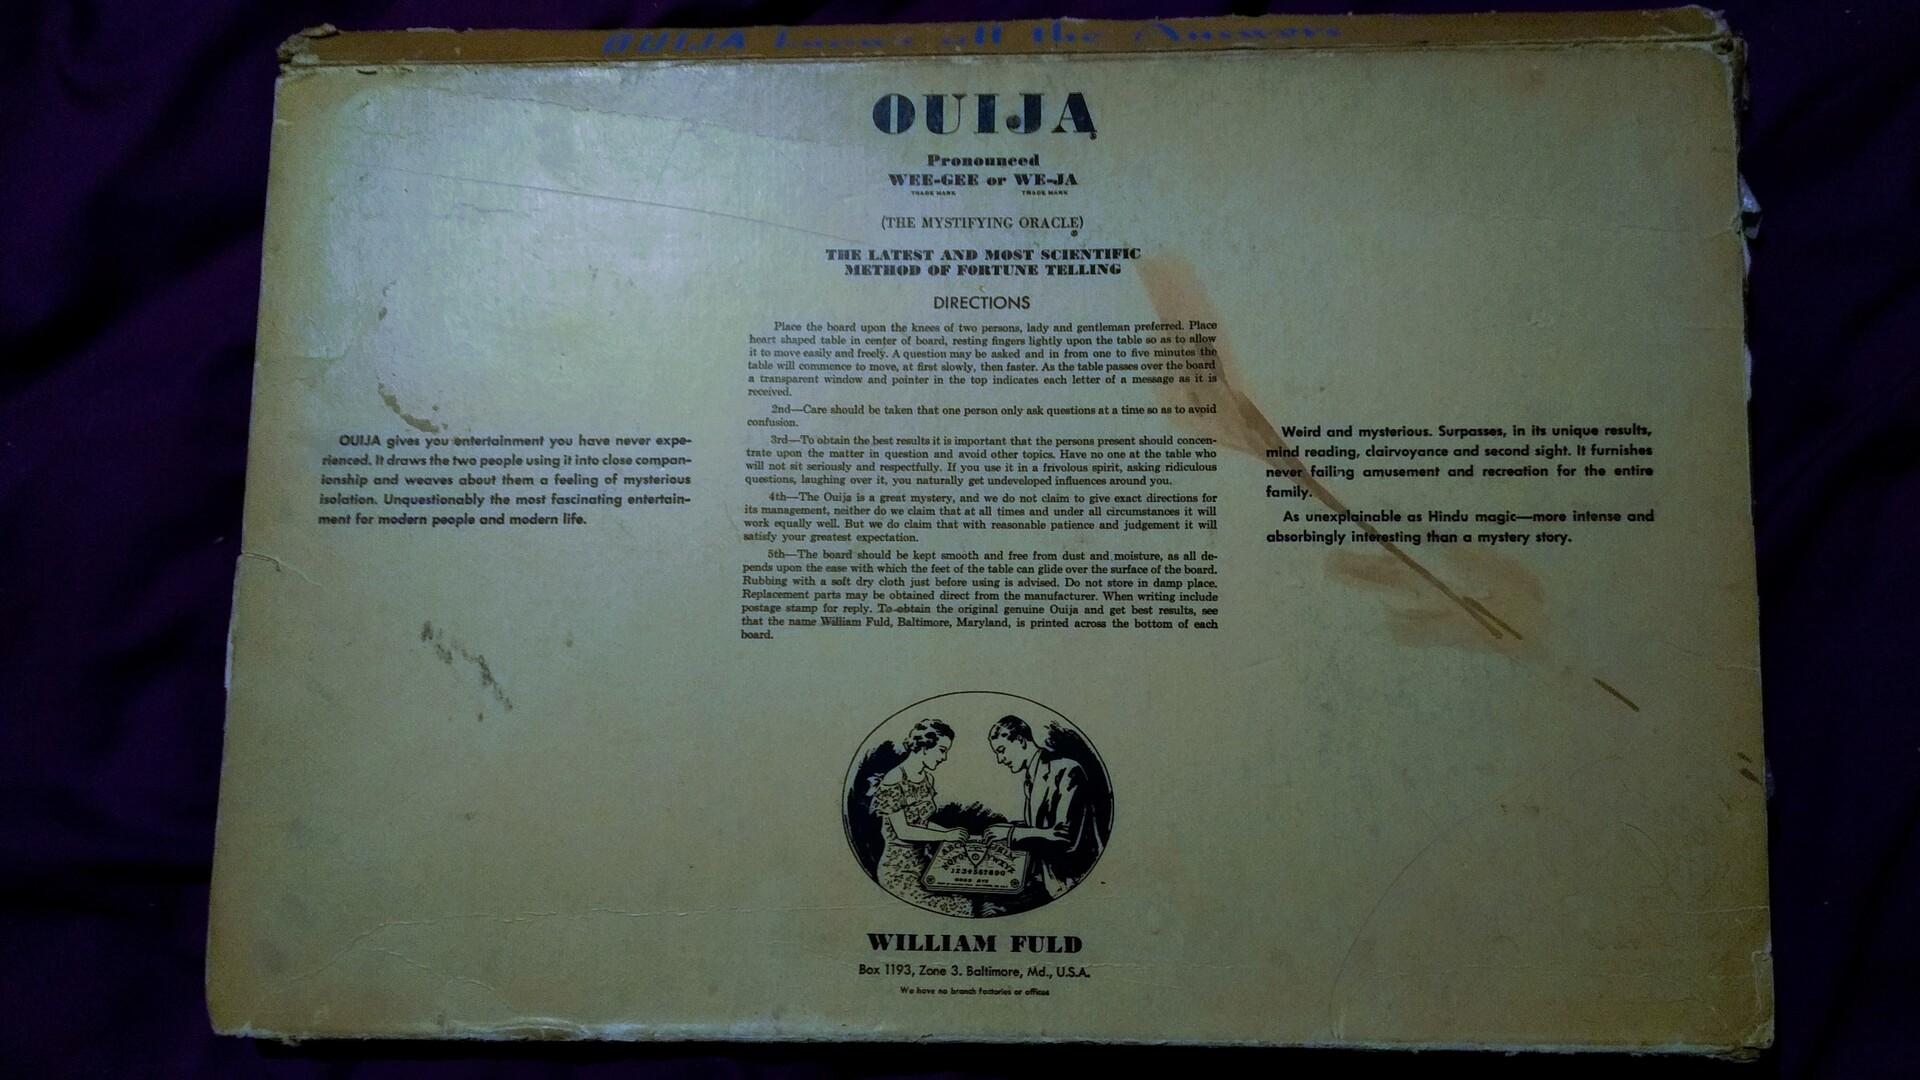 OUIJA knows all the Answers
OUIJA
Pronounced
WEE-GEE or WE-JA
TRADE MARK TRADE MARK
(THE MYSTIFYING ORACLE)
THE LATEST AND MOST SCIENTIFIC
METHOD OF FORTUNE TELLING
DIRECTIONS
Place the board upon the knees of two persons, lady and gentleman preferred. Place
heart shaped table in center of board, resting fingers lightly upon the table so as to allow
it to move easily and freely. A question may be asked and in from one to five minutes the
table will commence to move, at first slowly, then faster. As the table passes over the board
a transparent window and pointer in the top indicates each letter of a message as it is
received.
2nd—Care should be taken that one person only ask questions at a time so as to avoid
confusion.
3rd—To obtain the best results it is important that the persons present should concen-
trate upon the matter in question and avoid other topics. Have no one at the table who
will not sit seriously and respectfully. If you use it in a frivolous spirit, asking ridiculous
questions, laughing over it, you naturally get undeveloped influences around you.
4th—The Ouija is a great mystery, and we do not claim to give exact directions for
its management, neither do we claim that at all times and under all circumstances it will
work equally well. But we do claim that with reasonable patience and judgement it will
satisfy your greatest expectation.
5th—The board should be kept smooth and free from dust and moisture, as all de-
pends upon the ease with which the feet of the table can glide over the surface of the board.
Rubbing with a soft dry cloth just before using is advised. Do not store in damp place.
Replacement parts may be obtained direct from the manufacturer. When writing include
postage stamp for reply. To obtain the original genuine Ouija and get best results, see
that the name William Fuld, Baltimore, Maryland, is printed across the bottom of each
board.
OUIJA gives you entertainment you have never expe-
rienced. It draws the two people using it into close compan-
ionship and weaves about them a feeling of mysterious
isolation. Unquestionably the most fascinating entertain-
ment for modern people and modern life.
Weird and mysterious. Surpasses, in its unique results,
mind reading, clairvoyance and second sight. It furnishes
never failing amusement and recreation for the entire
family.
As unexplainable as Hindu magic—more intense and
absorbingly interesting than a mystery story.
1234567890
GOOD BYE
WILLIAM FULD
Box 1193, Zone 3. Baltimore, Md., U.S.A.
We have no branch factories or offices